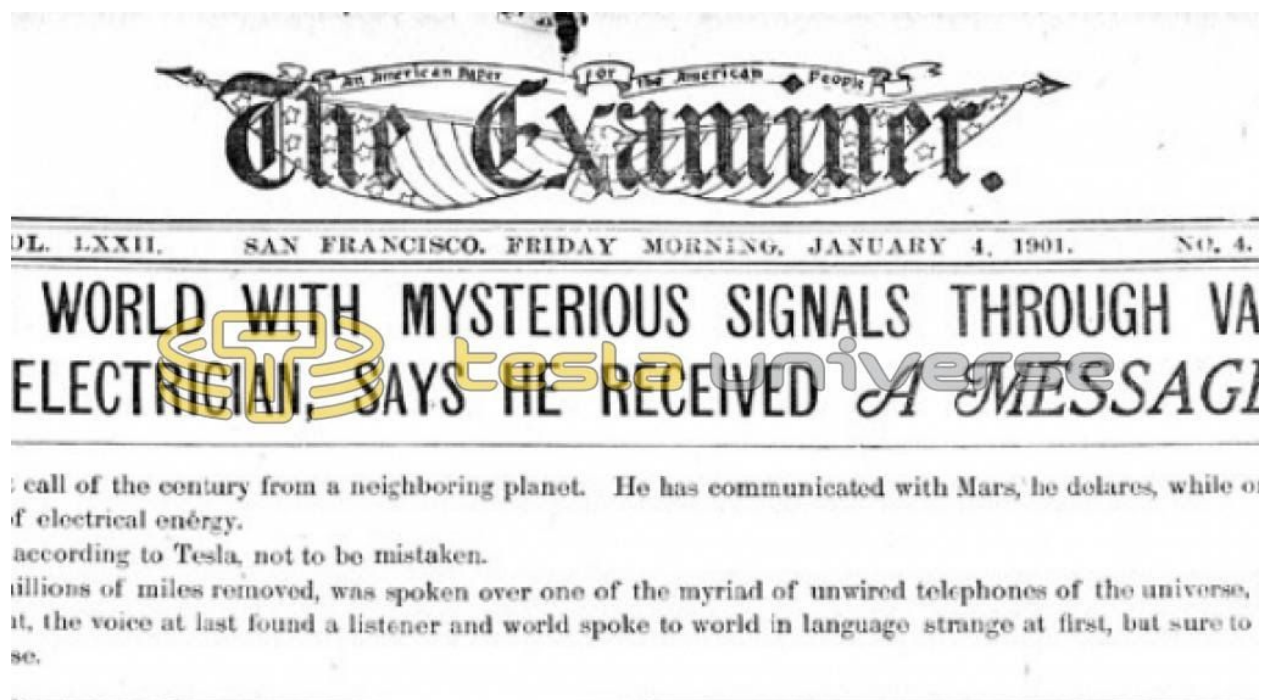 An American Paper for The American People
The Examiner.
OL. LXXII. SAN FRANCISCO, FRIDAY MORNING, JANUARY 4, 1901. NO. 4.
WORLD WITH MYSTERIOUS SIGNALS THROUGH VA
ELECTRICIAN, SAYS HE RECEIVED A MESSAGE
tesla universe
call of the century from a neighboring planet. He has communicated with Mars, he dclares, while o
of electrical energy.
according to Tesla, not to be mistaken.
illions of miles removed, was spoken over one of the myriad of unwired telephones of the universe,
nt, the voice at last found a listener and world spoke to world in language strange at first, but sure to
se.